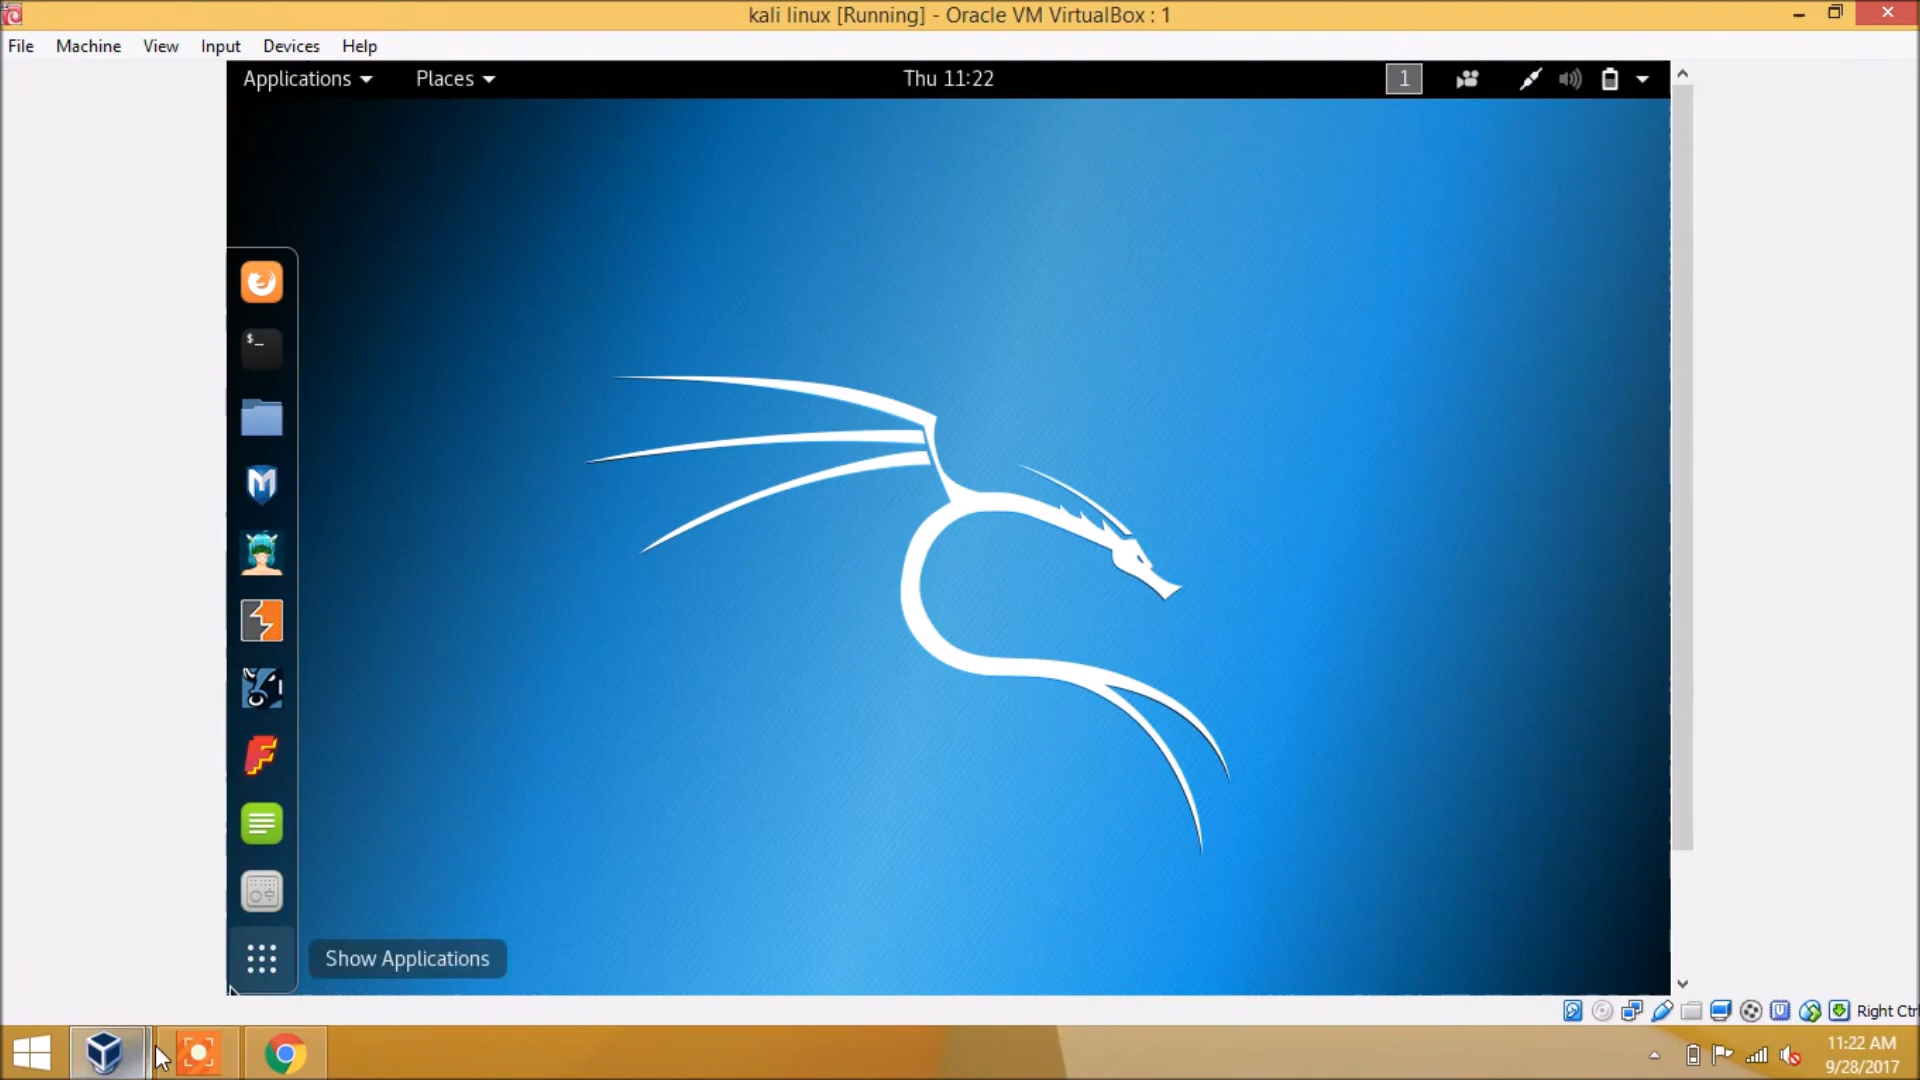 kali linux [Running] - Oracle VM VirtualBox : 1
File Machine View Input Devices Help
Applications Places Thu 11:22 1
$_
Show Applications
Right Ctrl
11:22 AM
9/28/2017